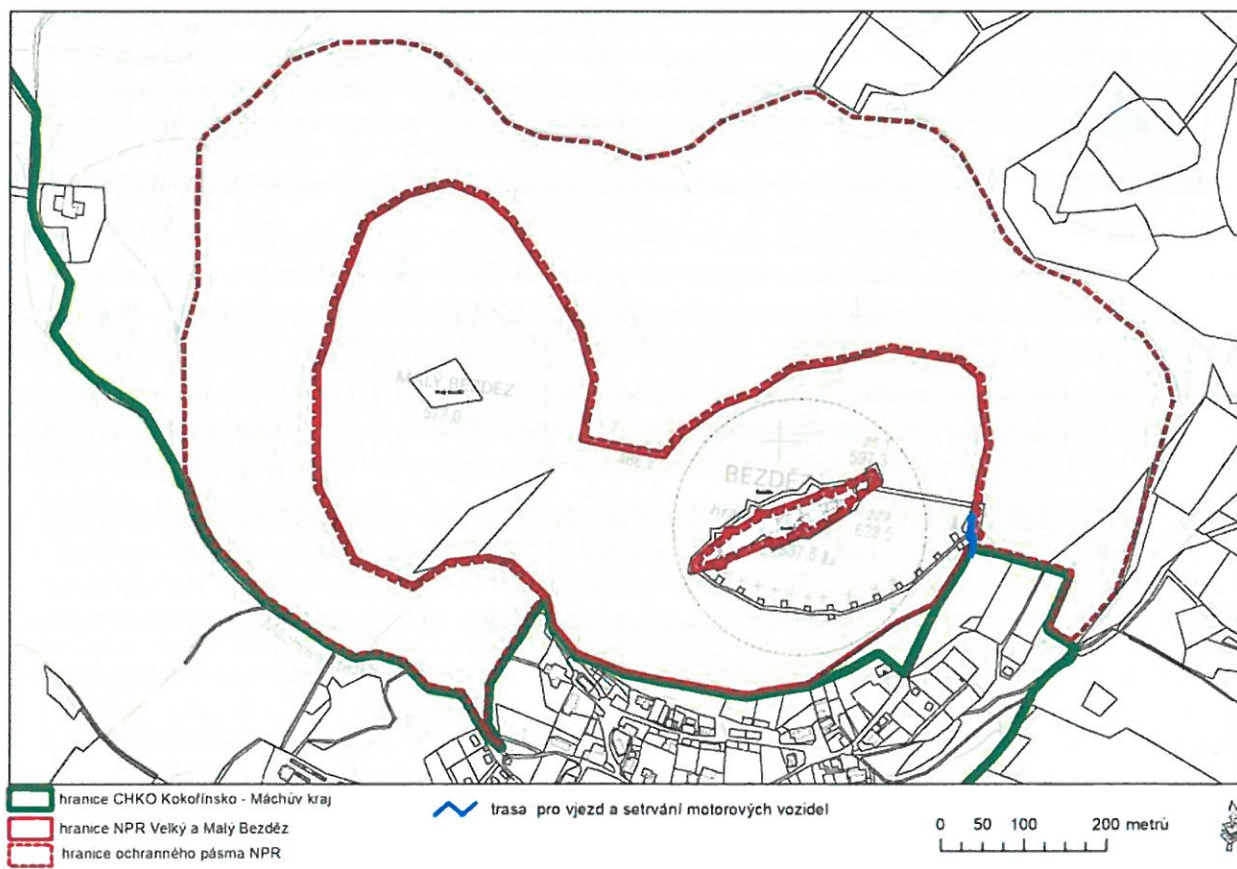 MALÝ BEZDĚZ
577.0
BEZDĚZ
597.3
628.5
hranice CHKO Kokořínsko - Máchův kraj
hranice NPR Velký a Malý Bezděz
hranice ochranného pásma NPR
trasa pro vjezd a setrvání motorových vozidel
0 50 100 200 metrů